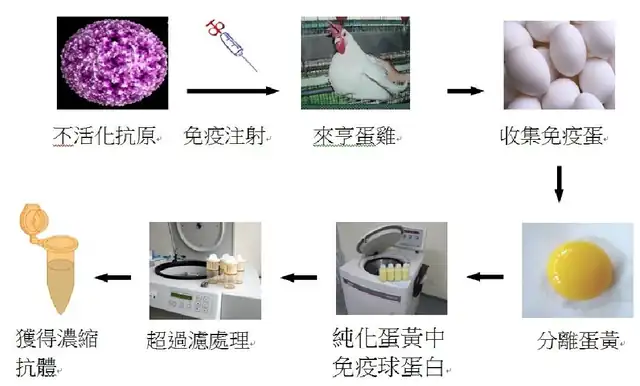 不活化抗原
免疫注射
來亨蛋雞
收集免疫蛋
分離蛋黃
純化蛋黃中
免疫球蛋白
超過濾處理
獲得濃縮
抗體